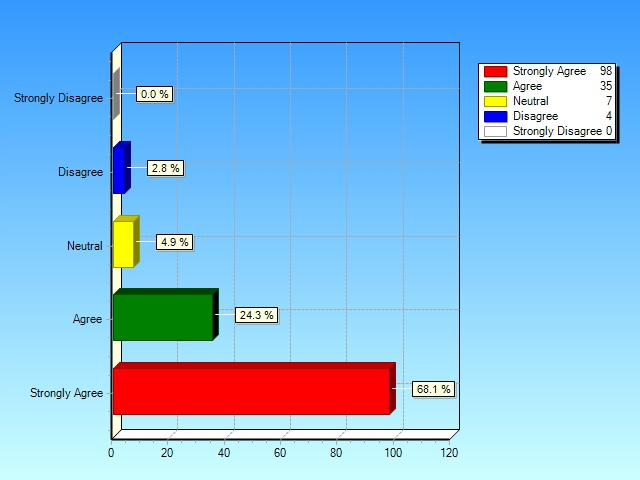 Strongly Disagree 0.0 %
Disagree 2.8 %
Neutral 4.9 %
Agree 24.3 %
Strongly Agree 68.1 %
0 20 40 60 80 100 120
Strongly Agree 98
Agree 35
Neutral 7
Disagree 4
Strongly Disagree 0